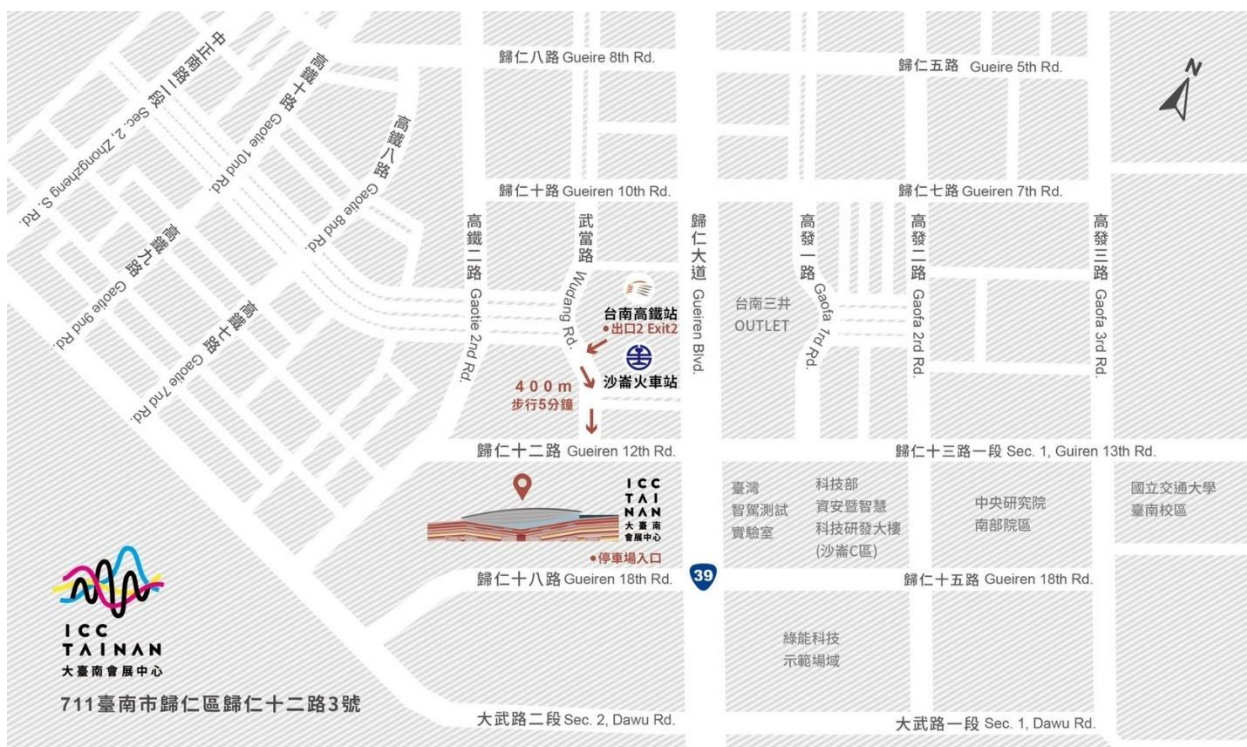 中正南路二段 Sec. 2, Zhongzheng S. Rd.
高鐵十路 Gaotie 10nd Rd.
高鐵八路 Gaotie 8nd Rd.
高鐵九路 Gaotie 9nd Rd.
高鐵七路 Gaotie 7nd Rd.
歸仁八路 Gueire 8th Rd.
歸仁五路 Gueire 5th Rd.
N
歸仁十路 Gueiren 10th Rd.
歸仁七路 Gueiren 7th Rd.
高鐵二路 Gaotie 2nd Rd.
武當路 Wudang Rd.
歸仁大道 Gueiren Blvd.
高發一路 Gaofa 1rd Rd.
高發二路 Gaofa 2rd Rd.
高發三路 Gaofa 3rd Rd.
台南高鐵站
•出口2 Exit2
沙崙火車站
400m
步行5分鐘
台南三井
OUTLET
歸仁十二路 Gueiren 12th Rd.
歸仁十三路一段 Sec. 1, Guiren 13th Rd.
ICC
TAI
NAN
大臺南
會展中心
•停車場入口
臺灣
智駕測試
實驗室
科技部
資安暨智慧
科技研發大樓
(沙崙C區)
中央研究院
南部院區
國立交通大學
臺南校區
歸仁十八路 Gueiren 18th Rd.
39
歸仁十五路 Gueiren 18th Rd.
綠能科技
示範場域
大武路二段 Sec. 2, Dawu Rd.
大武路一段 Sec. 1, Dawu Rd.
ICC
TAINAN
大臺南會展中心
711臺南市歸仁區歸仁十二路3號